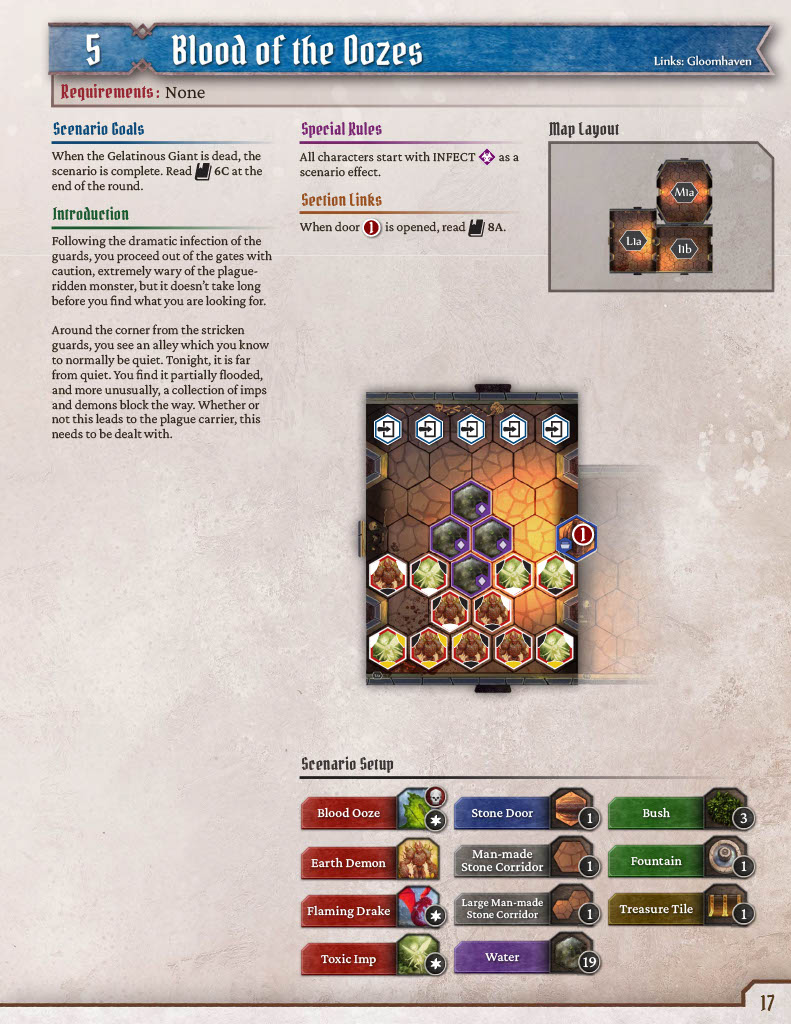 5 Blood of the Oozes
Links: Gloomhaven
Requirements: None
Scenario Goals
When the Gelatinous Giant is dead, the
scenario is complete. Read 6C at the
end of the round.
Introduction
Following the dramatic infection of the
guards, you proceed out of the gates with
caution, extremely wary of the plague-
ridden monster, but it doesn't take long
before you find what you are looking for.
Around the corner from the stricken
guards, you see an alley which you know
to normally be quiet. Tonight, it is far
from quiet. You find it partially flooded,
and more unusually, a collection of imps
and demons block the way. Whether or
not this leads to the plague carrier, this
needs to be dealt with.
Special Rules
All characters start with INFECT as a
scenario effect.
Section Links
When door 1 is opened, read 8A.
Map Layout
M1a
L1a
I1b
1
Scenario Setup
Blood Ooze
Stone Door 1
Bush 3
Earth Demon
Man-made
Stone Corridor 1
Fountain 1
Flaming Drake
Large Man-made
Stone Corridor 1
Treasure Tile 1
Toxic Imp
Water 19
17